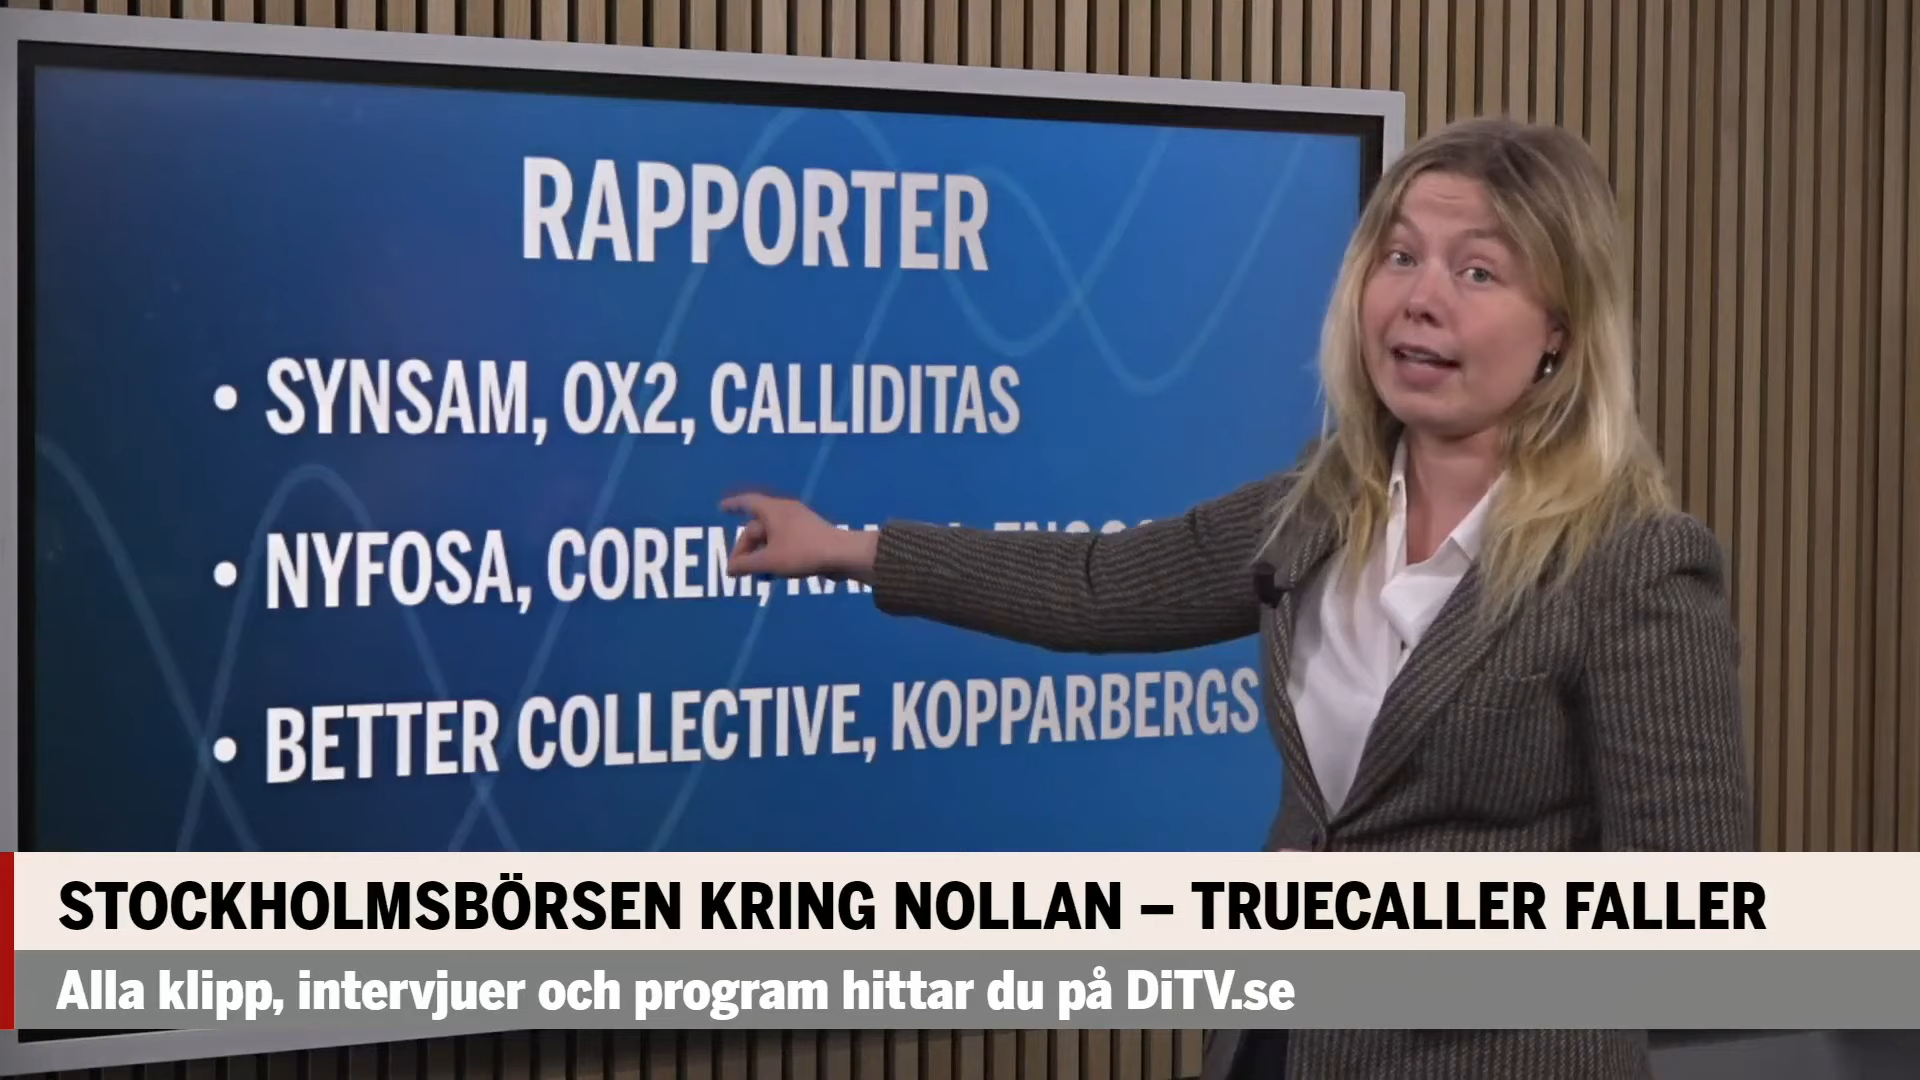 RAPPORTER
• SYNSAM, OX2, CALLIDITAS
• NYFOSA, COREM,
• BETTER COLLECTIVE, KOPPARBERGS
STOCKHOLMSBÖRSEN KRING NOLLAN – TRUECALLER FALLER
Alla klipp, intervjuer och program hittar du på DiTV.se